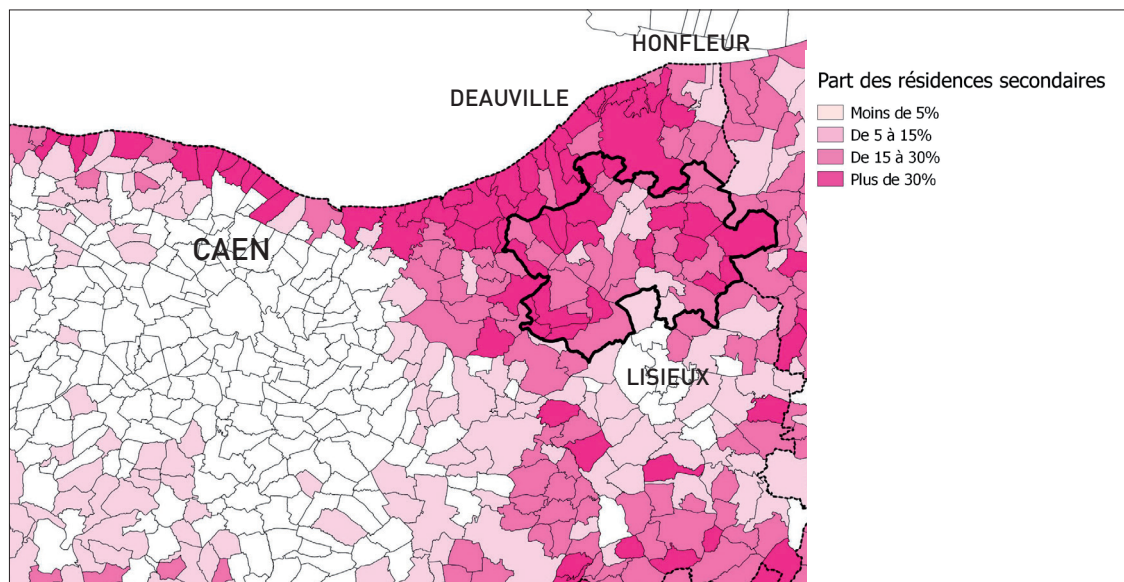 HONFLEUR
DEAUVILLE
CAEN
LISIEUX
Part des résidences secondaires
Moins de 5%
De 5 à 15%
De 15 à 30%
Plus de 30%